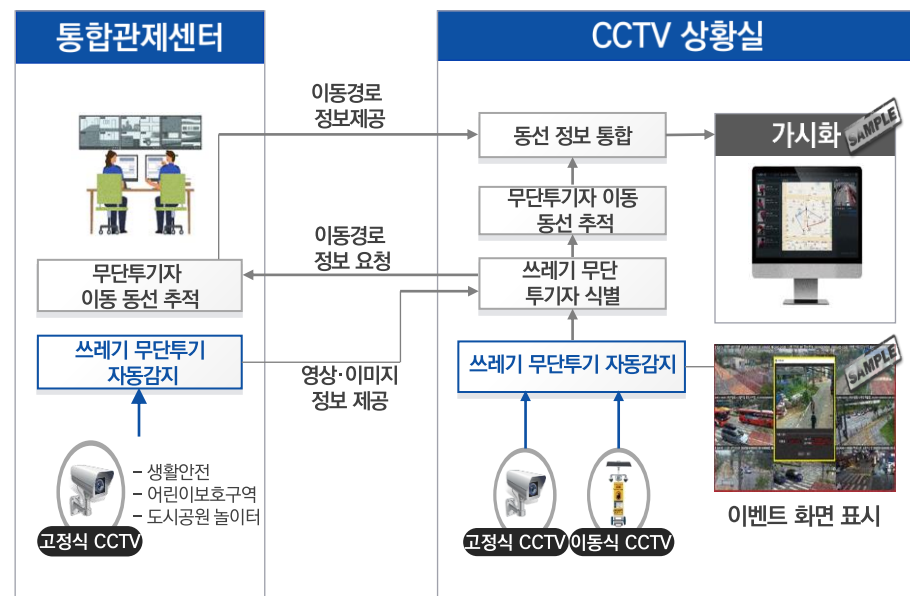 통합관제센터
CCTV 상황실
이동경로
정보제공
동선 정보 통합
가시화
SAMPLE
무단투기자 이동
동선 추적
이동경로
정보 요청
무단투기자
이동 동선 추적
쓰레기 무단
투기자 식별
쓰레기 무단투기
자동감지
영상·이미지
정보 제공
쓰레기 무단투기 자동감지
SAMPLE
- 생활안전
- 어린이보호구역
- 도시공원 놀이터
고정식 CCTV
고정식 CCTV
이동식 CCTV
이벤트 화면 표시